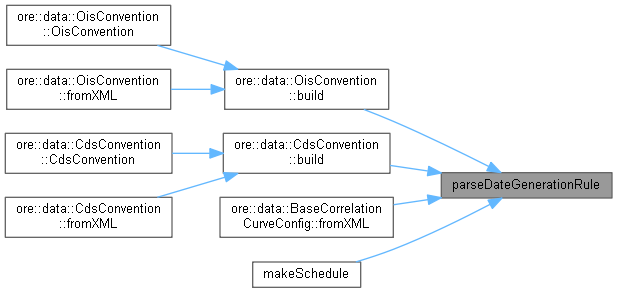 ore::data::OisConvention
::OisConvention
ore::data::OisConvention
::fromXML
ore::data::OisConvention
::build
ore::data::CdsConvention
::CdsConvention
ore::data::CdsConvention
::build
parseDateGenerationRule
ore::data::CdsConvention
::fromXML
ore::data::BaseCorrelation
CurveConfig::fromXML
makeSchedule